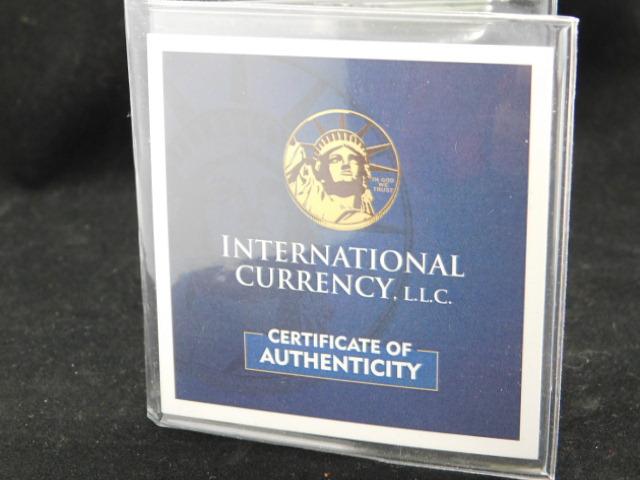 IN GOD
WE
TRUST
INTERNATIONAL
CURRENCY, L.L.C.
CERTIFICATE OF
AUTHENTICITY